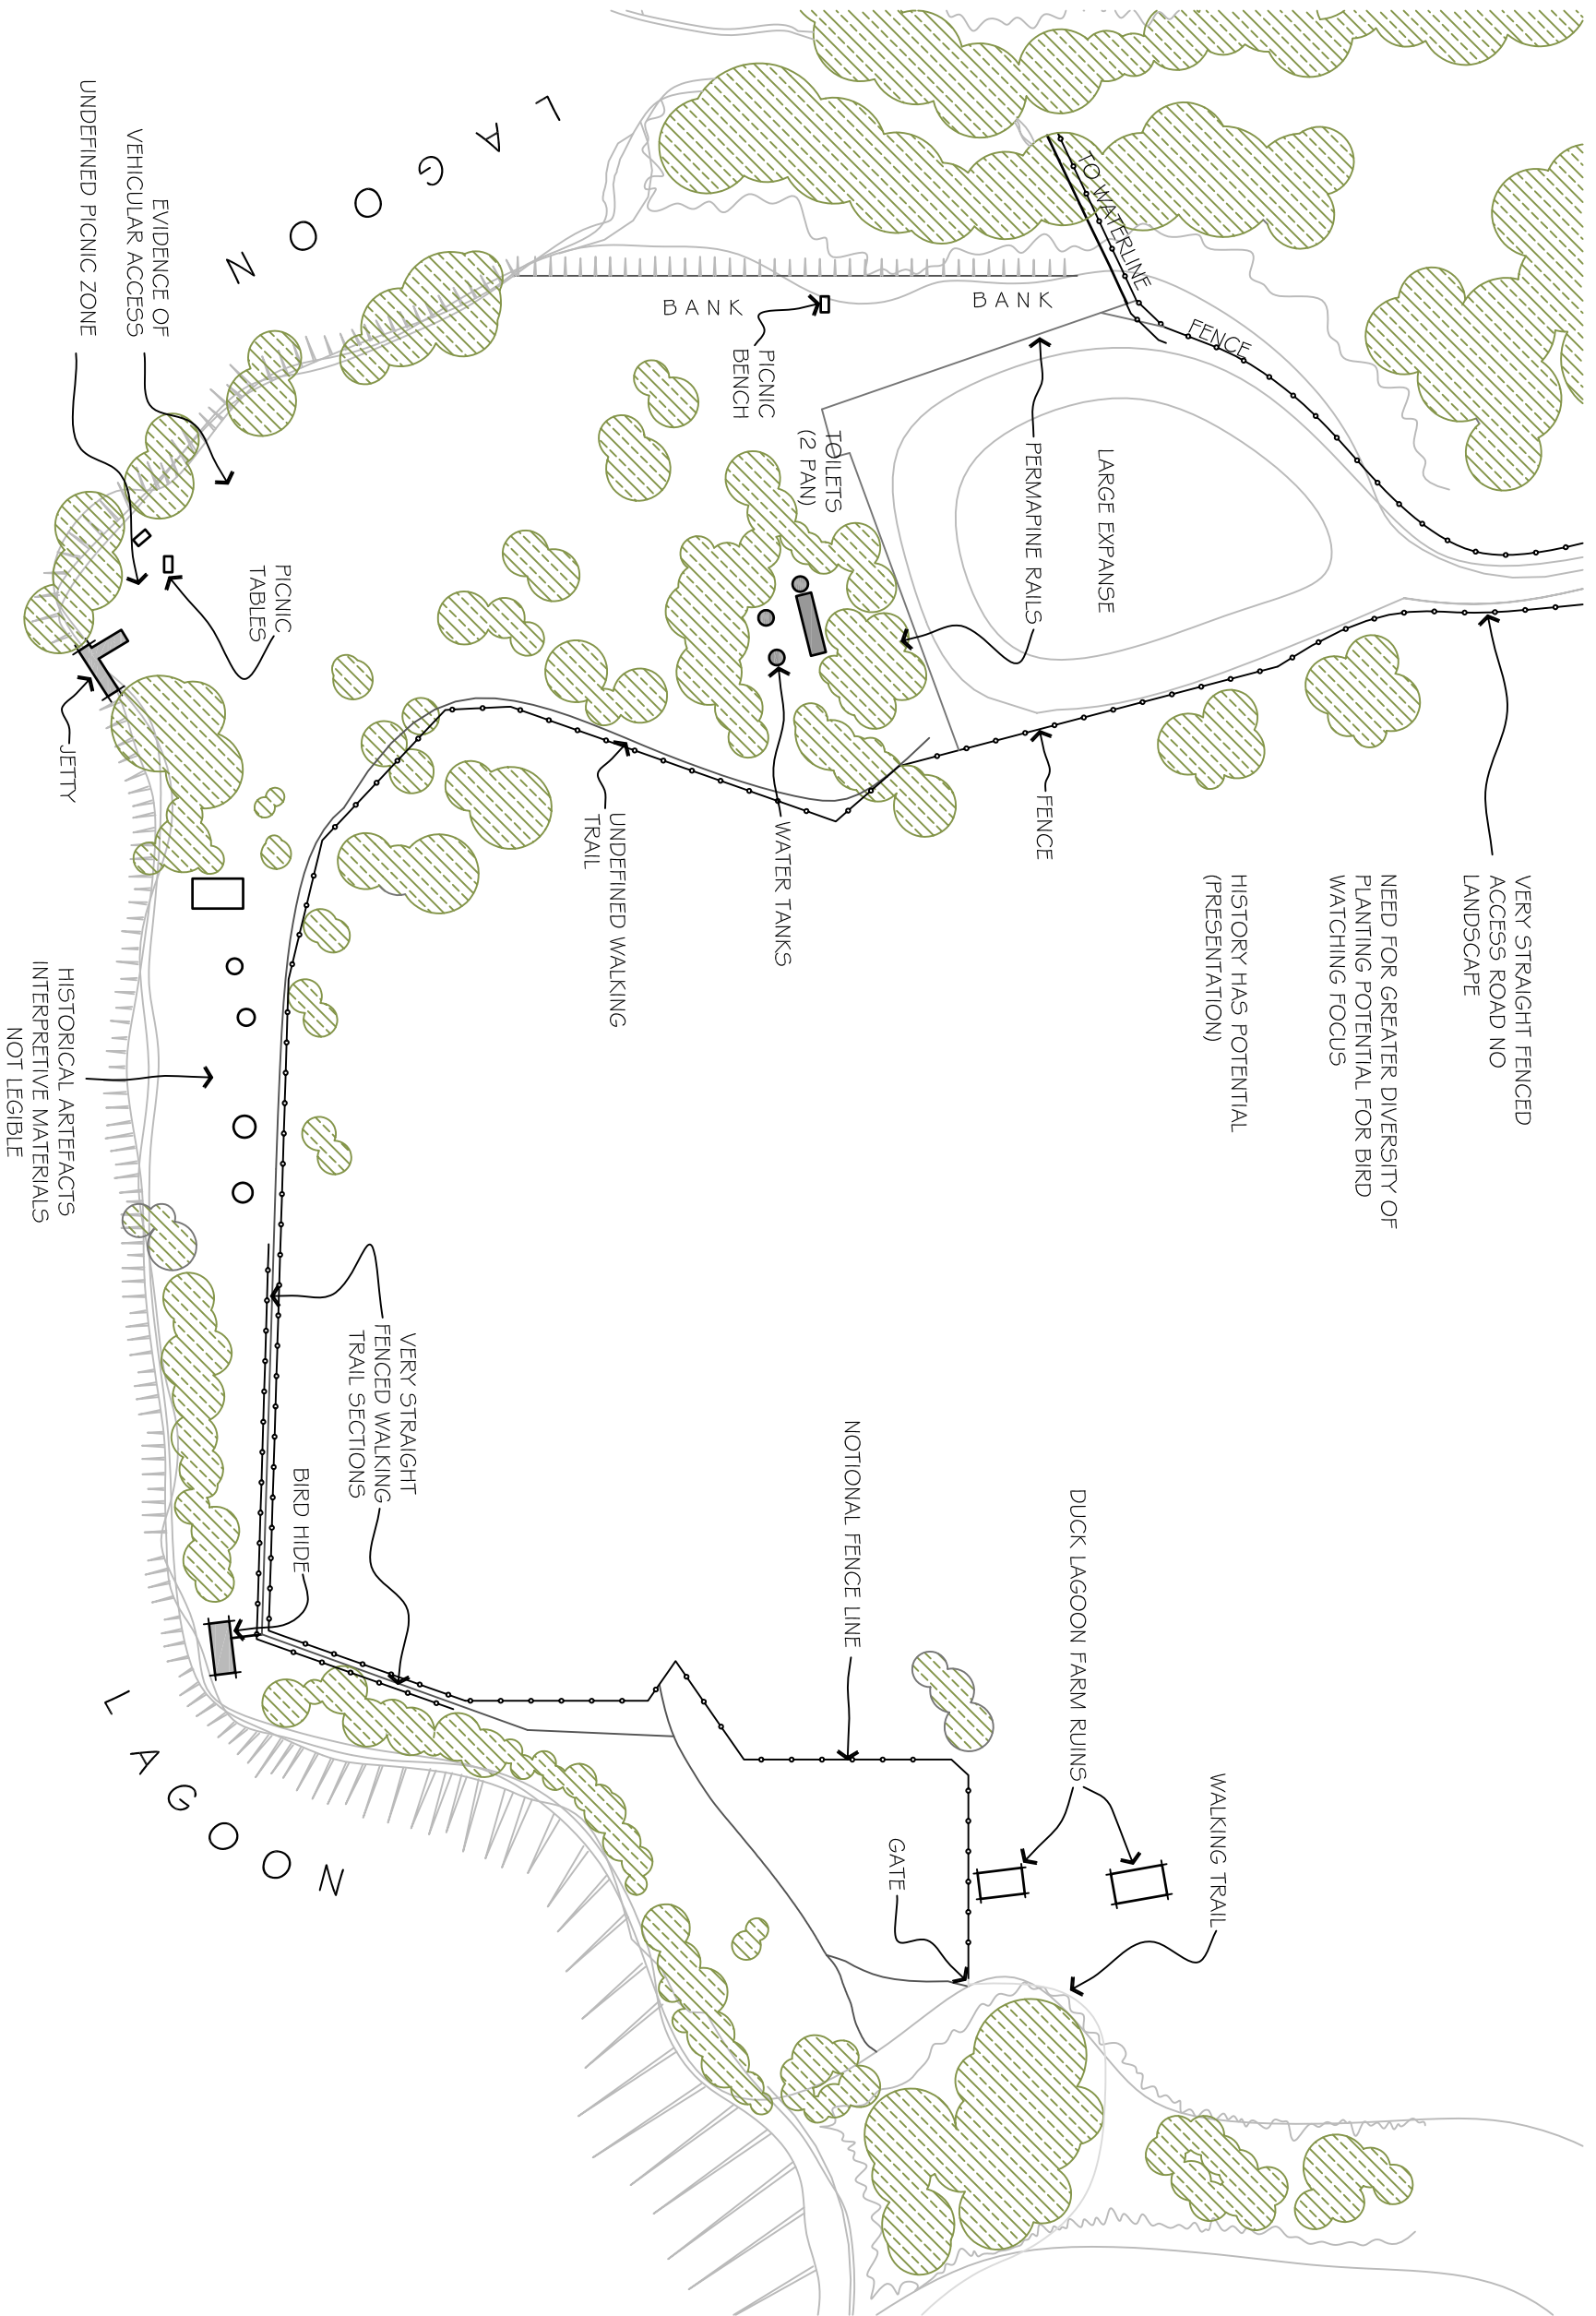 VERY STRAIGHT FENCED
ACCESS ROAD NO
LANDSCAPE
NEED FOR GREATER DIVERSITY OF
PLANTING POTENTIAL FOR BIRD
WATCHING FOCUS
HISTORY HAS POTENTIAL
(PRESENTATION)
FENCE
TO WATERLINE
LARGE EXPANSE
PERMAPINE RAILS
FENCE
BANK
BANK
PICNIC
BENCH
TOILETS
(2 PAN)
WATER TANKS
UNDEFINED WALKING
TRAIL
WALKING TRAIL
DUCK LAGOON FARM RUINS
GATE
NOTIONAL FENCE LINE
VERY STRAIGHT
FENCED WALKING
TRAIL SECTIONS
BIRD HIDE
LAGOON
PICNIC
TABLES
EVIDENCE OF
VEHICULAR ACCESS
UNDEFINED PICNIC ZONE
JETTY
HISTORICAL ARTEFACTS
INTERPRETIVE MATERIALS
NOT LEGIBLE
LAGOON